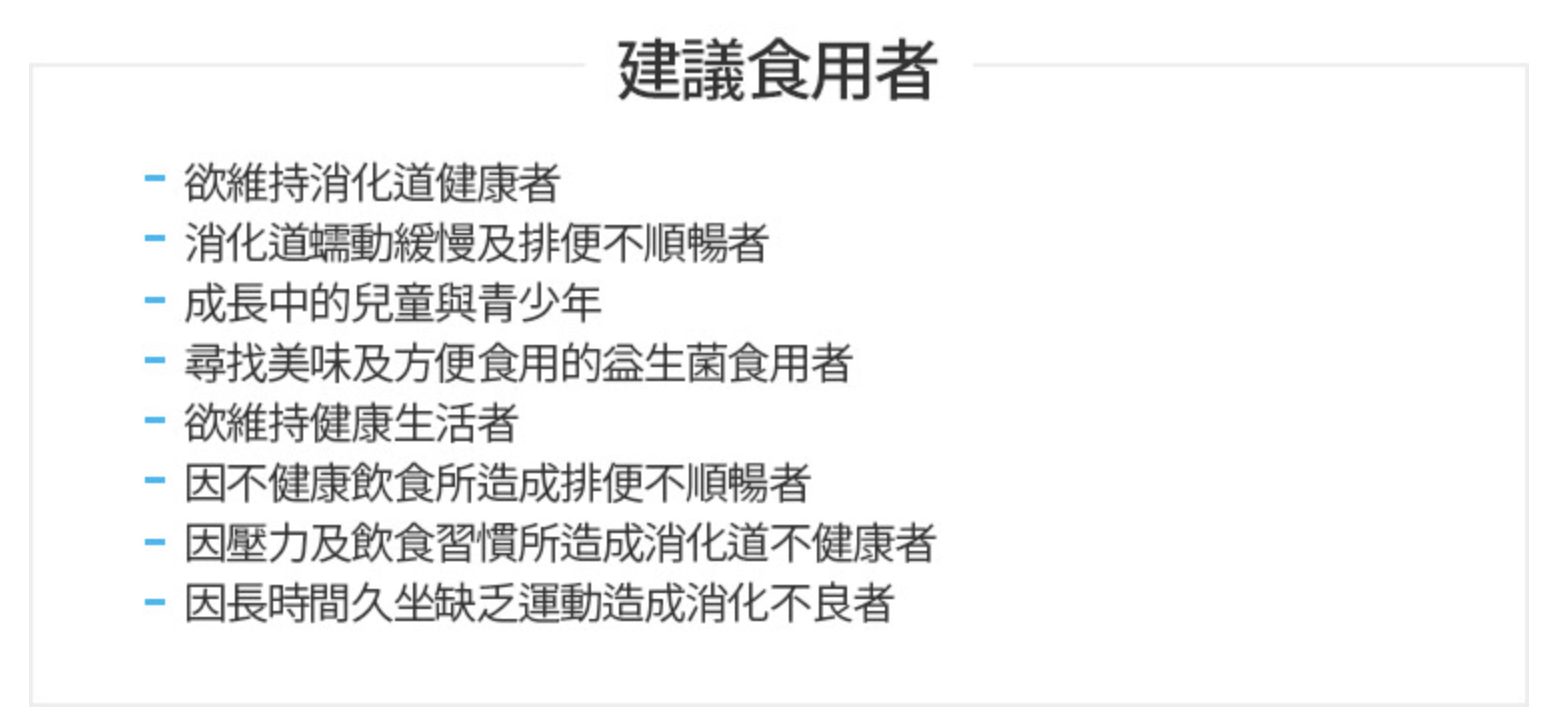 建議食用者
- 欲維持消化道健康者
- 消化道蠕動緩慢及排便不順暢者
- 成長中的兒童與青少年
- 尋找美味及方便食用的益生菌食用者
- 欲維持健康生活者
- 因不健康飲食所造成排便不順暢者
- 因壓力及飲食習慣所造成消化道不健康者
- 因長時間久坐缺乏運動造成消化不良者